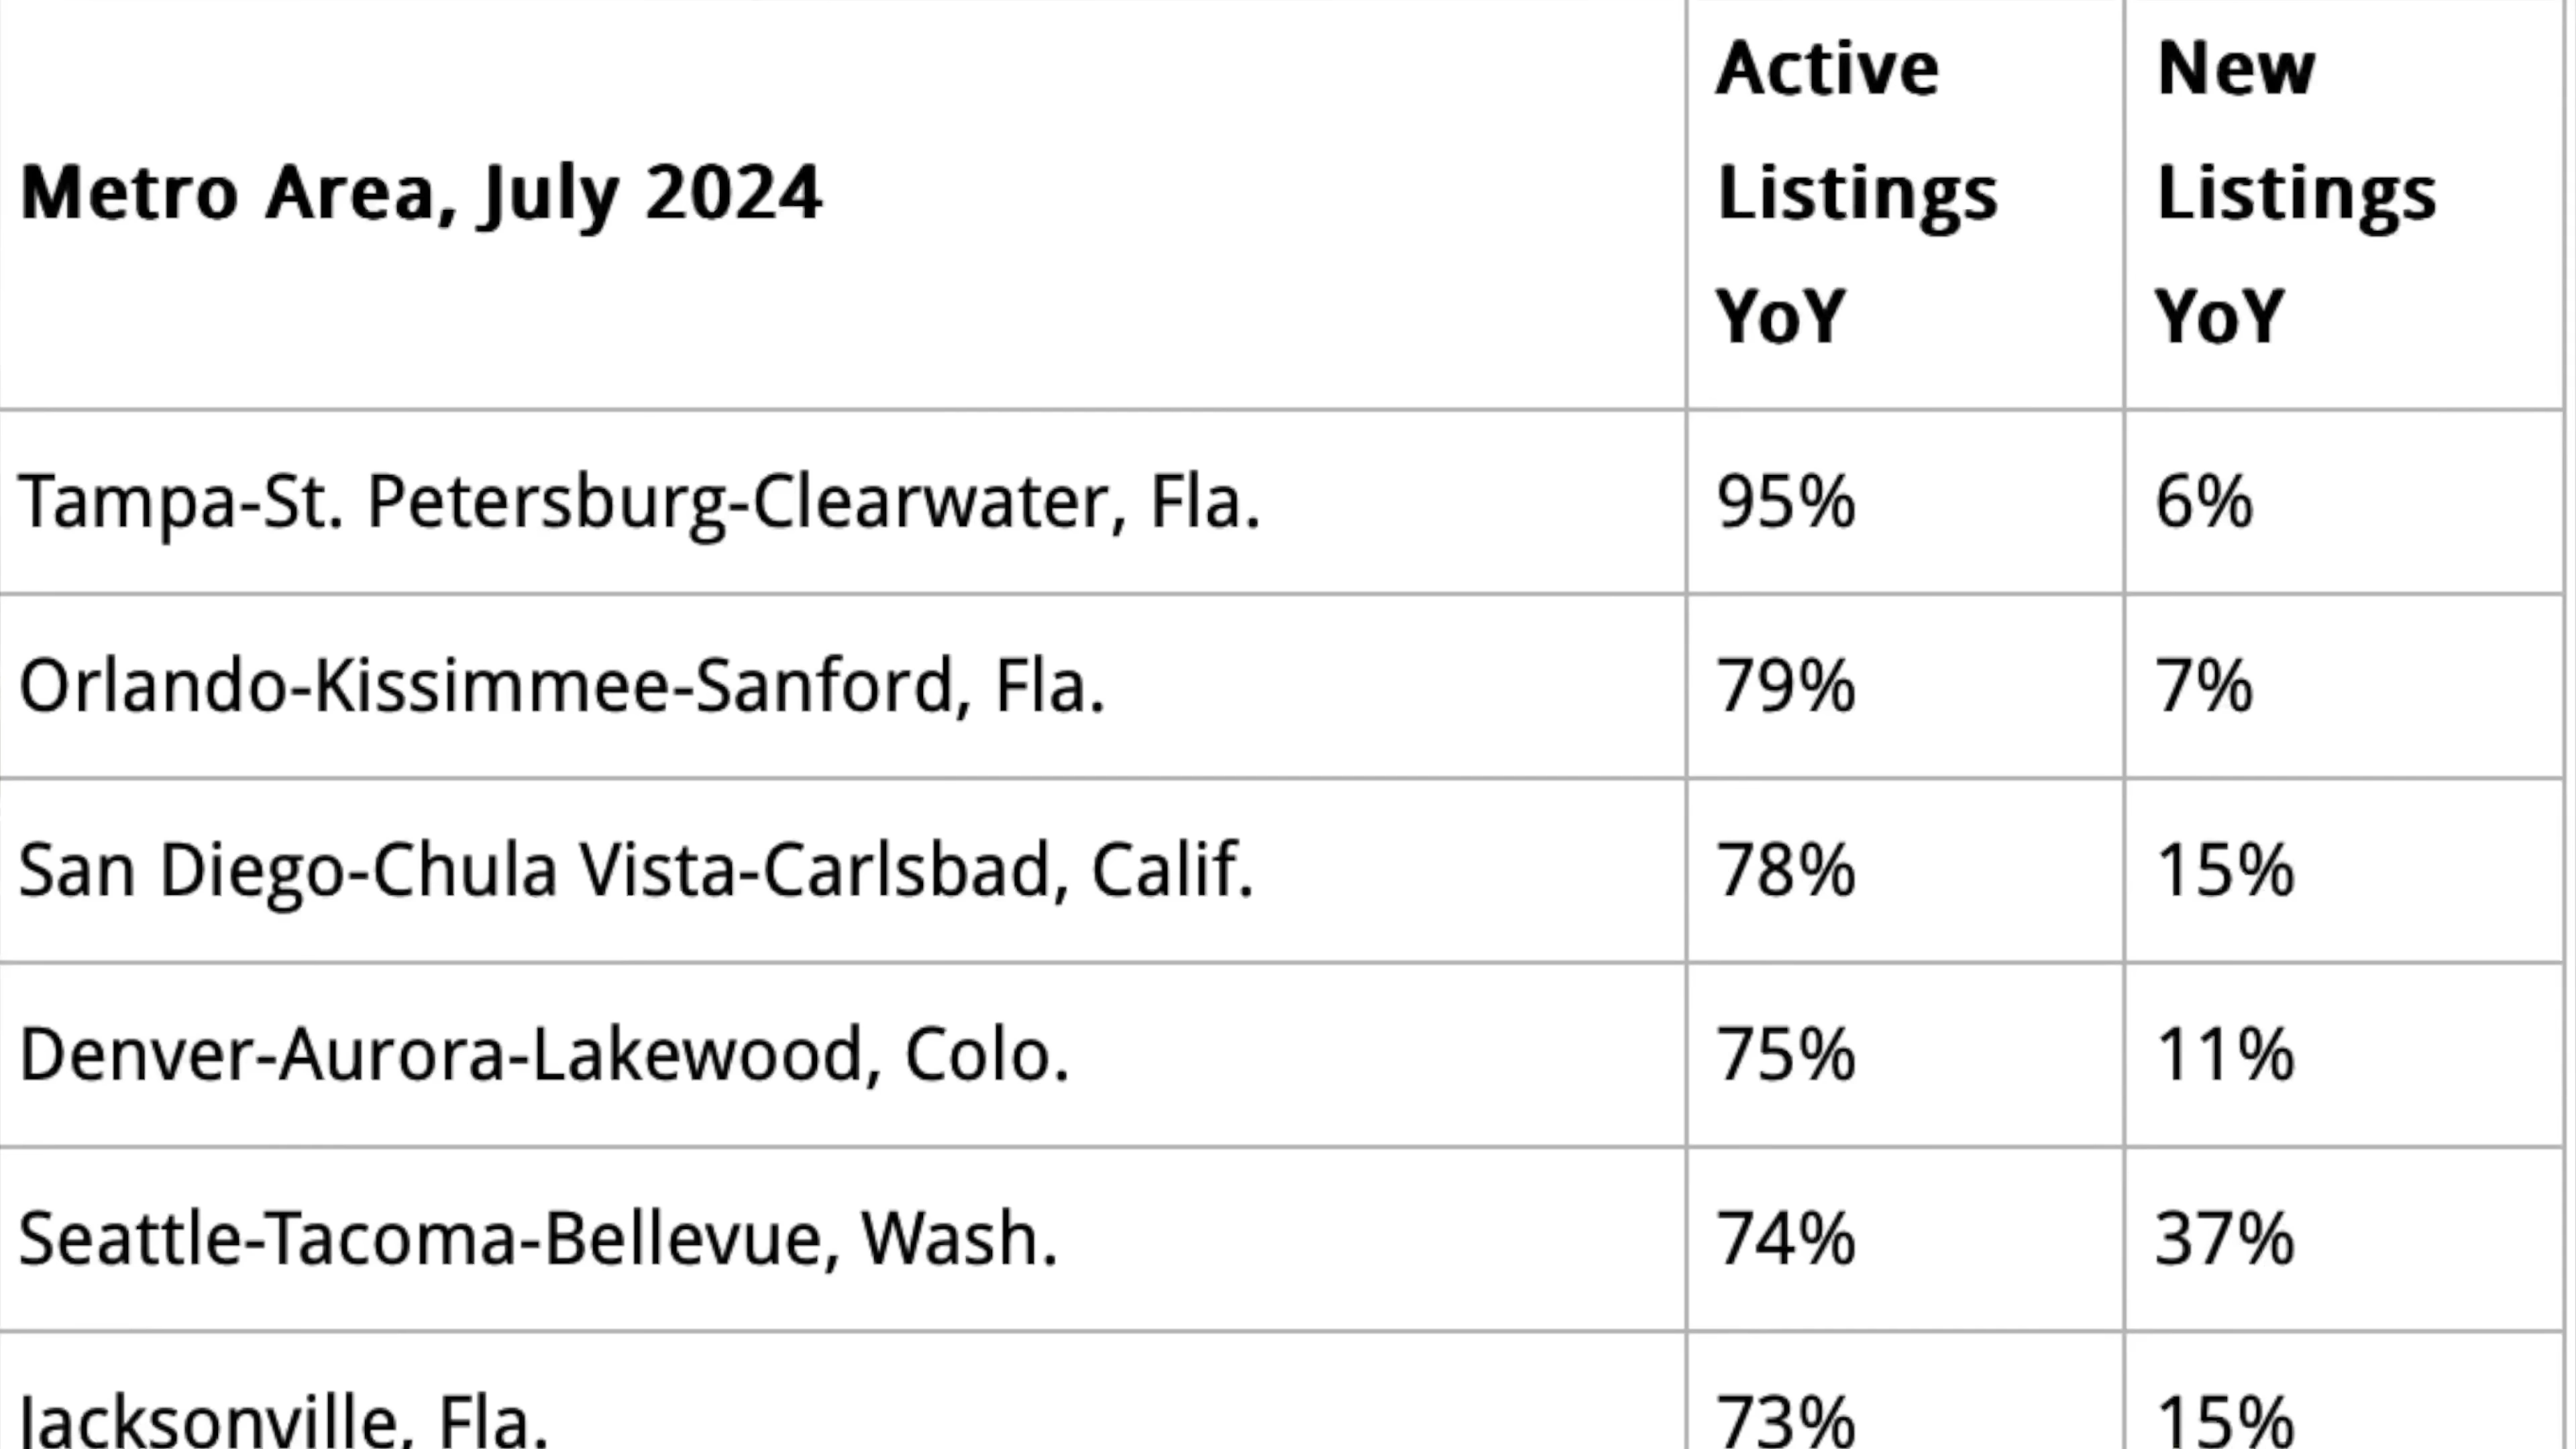 Metro Area, July 2024
Active
Listings
YoY
New
Listings
YoY
Tampa-St. Petersburg-Clearwater, Fla. 95% 6%
Orlando-Kissimmee-Sanford, Fla. 79% 7%
San Diego-Chula Vista-Carlsbad, Calif. 78% 15%
Denver-Aurora-Lakewood, Colo. 75% 11%
Seattle-Tacoma-Bellevue, Wash. 74% 37%
Jacksonville, Fla. 73% 15%